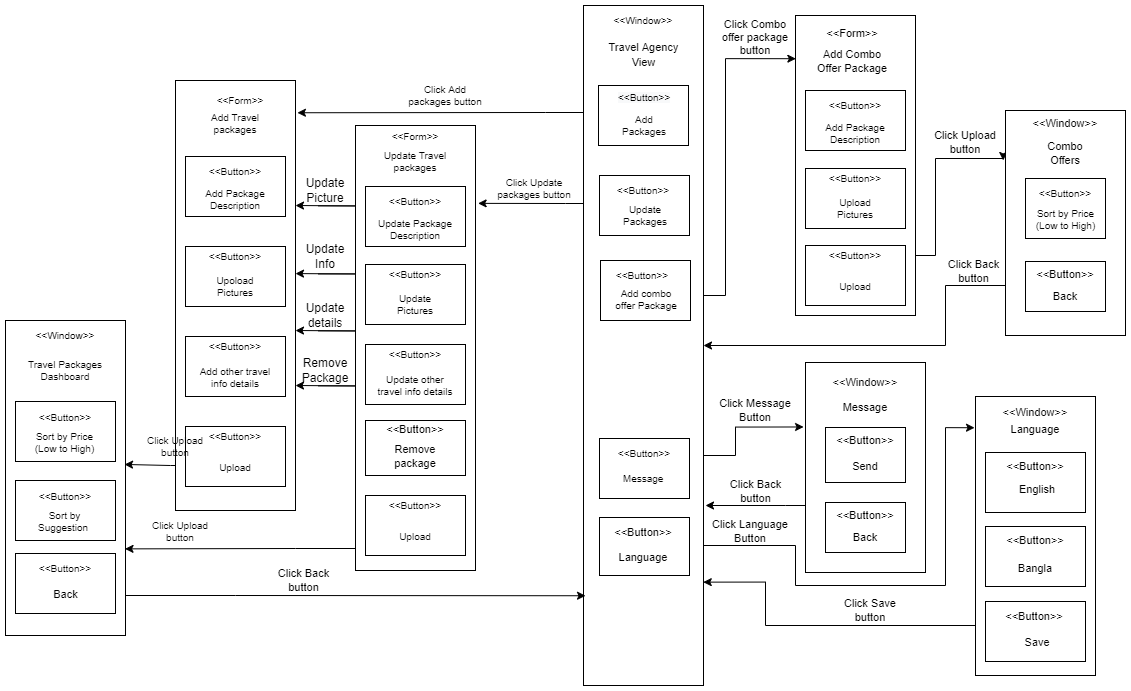 <<Window>>
Travel Packages
Dashboard
<<Button>>
Sort by Price
(Low to High)
<<Button>>
Sort by
Suggestion
<<Button>>
Back
<<Form>>
Add Travel
packages
<<Button>>
Add Package
Description
<<Button>>
Upoload
Pictures
<<Button>>
Add other travel
info details
<<Button>>
Upload
Click Upload
button
Click Upload
button
Click Back
button
Update
Picture
Update
Info
Update
details
Remove
Package
<<Form>>
Update Travel
packages
<<Button>>
Update Package
Description
<<Button>>
Update
Pictures
<<Button>>
Update other
travel info details
<<Button>>
Remove
package
<<Button>>
Upload
Click Add
packages button
Click Update
packages button
<<Window>>
Travel Agency
View
<<Button>>
Add
Packages
<<Button>>
Update
Packages
<<Button>>
Add combo
offer Package
<<Button>>
Message
<<Button>>
Language
Click Combo
offer package
button
<<Form>>
Add Combo
Offer Package
<<Button>>
Add Package
Description
<<Button>>
Upload
Pictures
<<Button>>
Upload
Click Upload
button
<<Window>>
Combo
Offers
<<Button>>
Sort by Price
(Low to High)
<<Button>>
Back
Click Back
button
Click Message
Button
<<Window>>
Message
<<Button>>
Send
<<Button>>
Back
Click Back
button
Click Language
Button
<<Window>>
Language
<<Button>>
English
<<Button>>
Bangla
<<Button>>
Save
Click Save
button